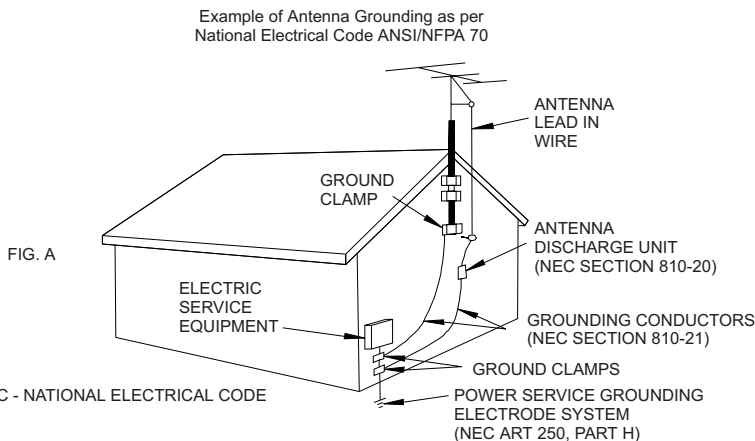 Example of Antenna Grounding as per
National Electrical Code ANSI/NFPA 70
ANTENNA
LEAD IN
WIRE
GROUND
CLAMP
ANTENNA
DISCHARGE UNIT
(NEC SECTION 810-20)
FIG. A
ELECTRIC
SERVICE
EQUIPMENT
GROUNDING CONDUCTORS
(NEC SECTION 810-21)
GROUND CLAMPS
C - NATIONAL ELECTRICAL CODE
POWER SERVICE GROUNDING
ELECTRODE SYSTEM
(NEC ART 250, PART H)